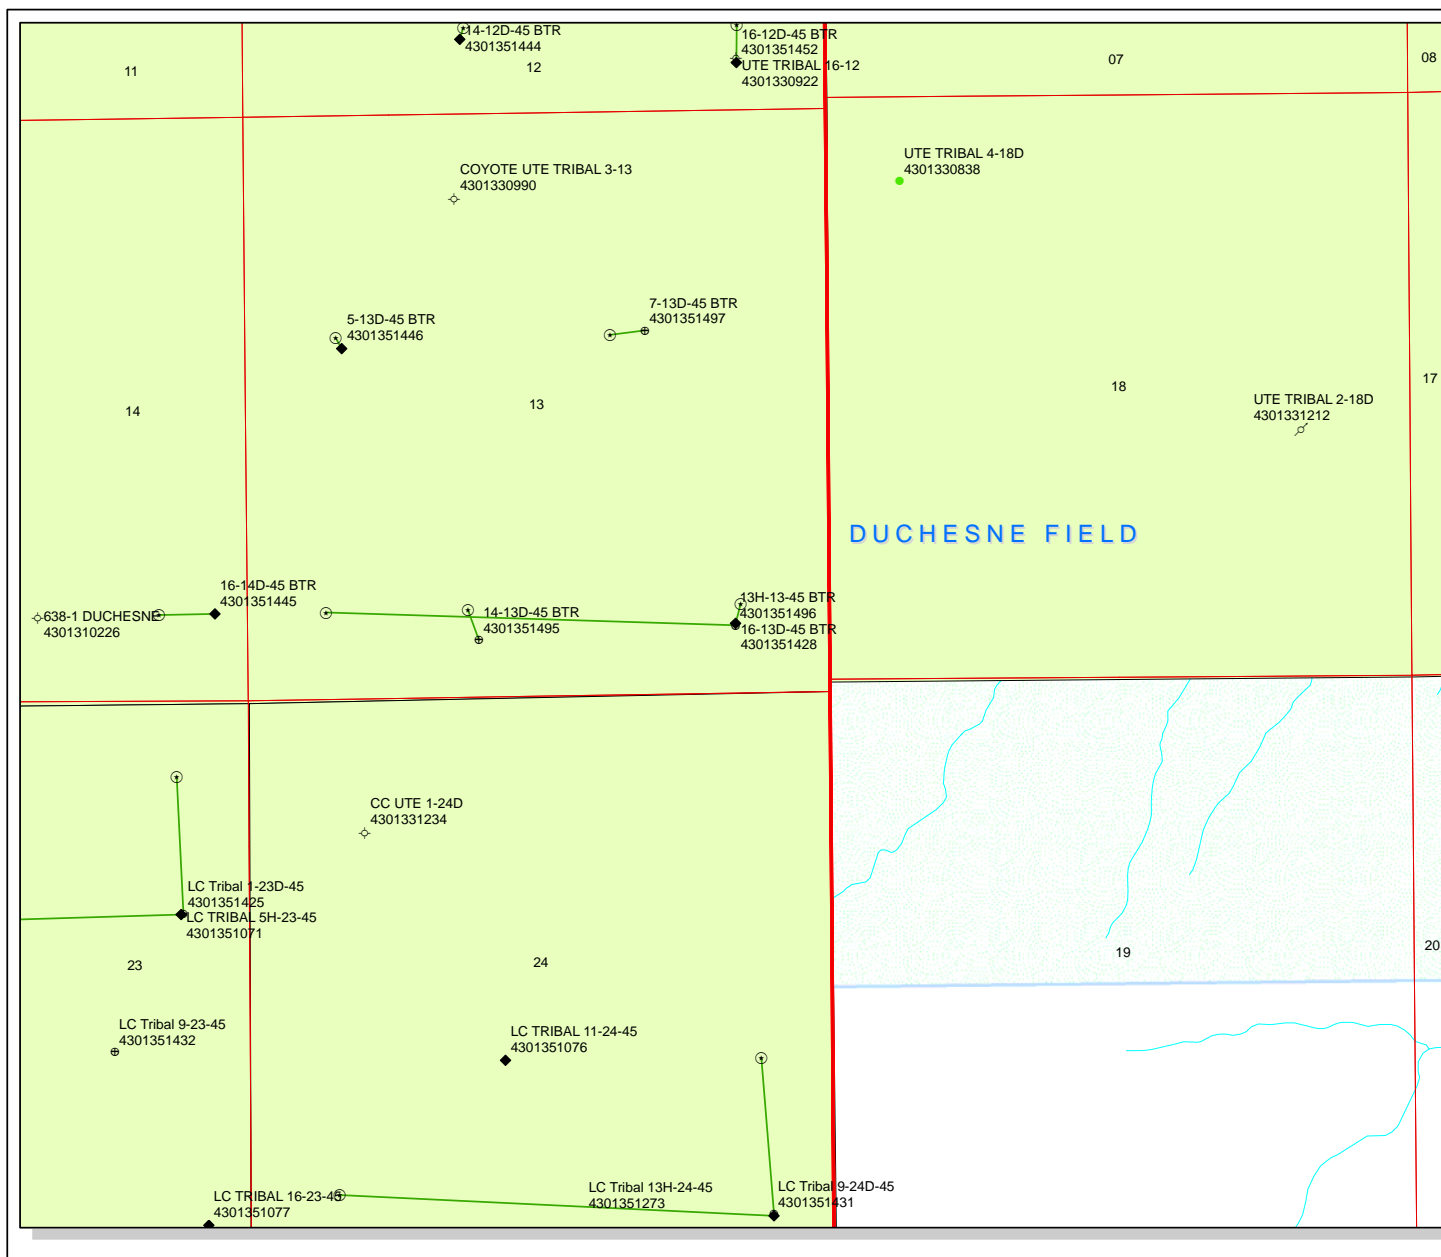 14-12D-45 BTR
4301351444
16-12D-45 BTR
4301351452
UTE TRIBAL 16-12
4301330922
11
12
07
08
COYOTE UTE TRIBAL 3-13
4301330990
UTE TRIBAL 4-18D
4301330838
5-13D-45 BTR
4301351446
7-13D-45 BTR
4301351497
14
13
18
17
UTE TRIBAL 2-18D
4301331212
DUCHESNE FIELD
638-1 DUCHESNE
4301310226
16-14D-45 BTR
4301351445
14-13D-45 BTR
4301351495
13H-13-45 BTR
4301351496
16-13D-45 BTR
4301351428
CC UTE 1-24D
4301331234
LC Tribal 1-23D-45
4301351425
LC TRIBAL 5H-23-45
4301351071
23
24
19
20
LC Tribal 9-23-45
4301351432
LC TRIBAL 11-24-45
4301351076
LC TRIBAL 16-23-45
4301351077
LC Tribal 13H-24-45
4301351273
LC Tribal 9-24D-45
4301351431